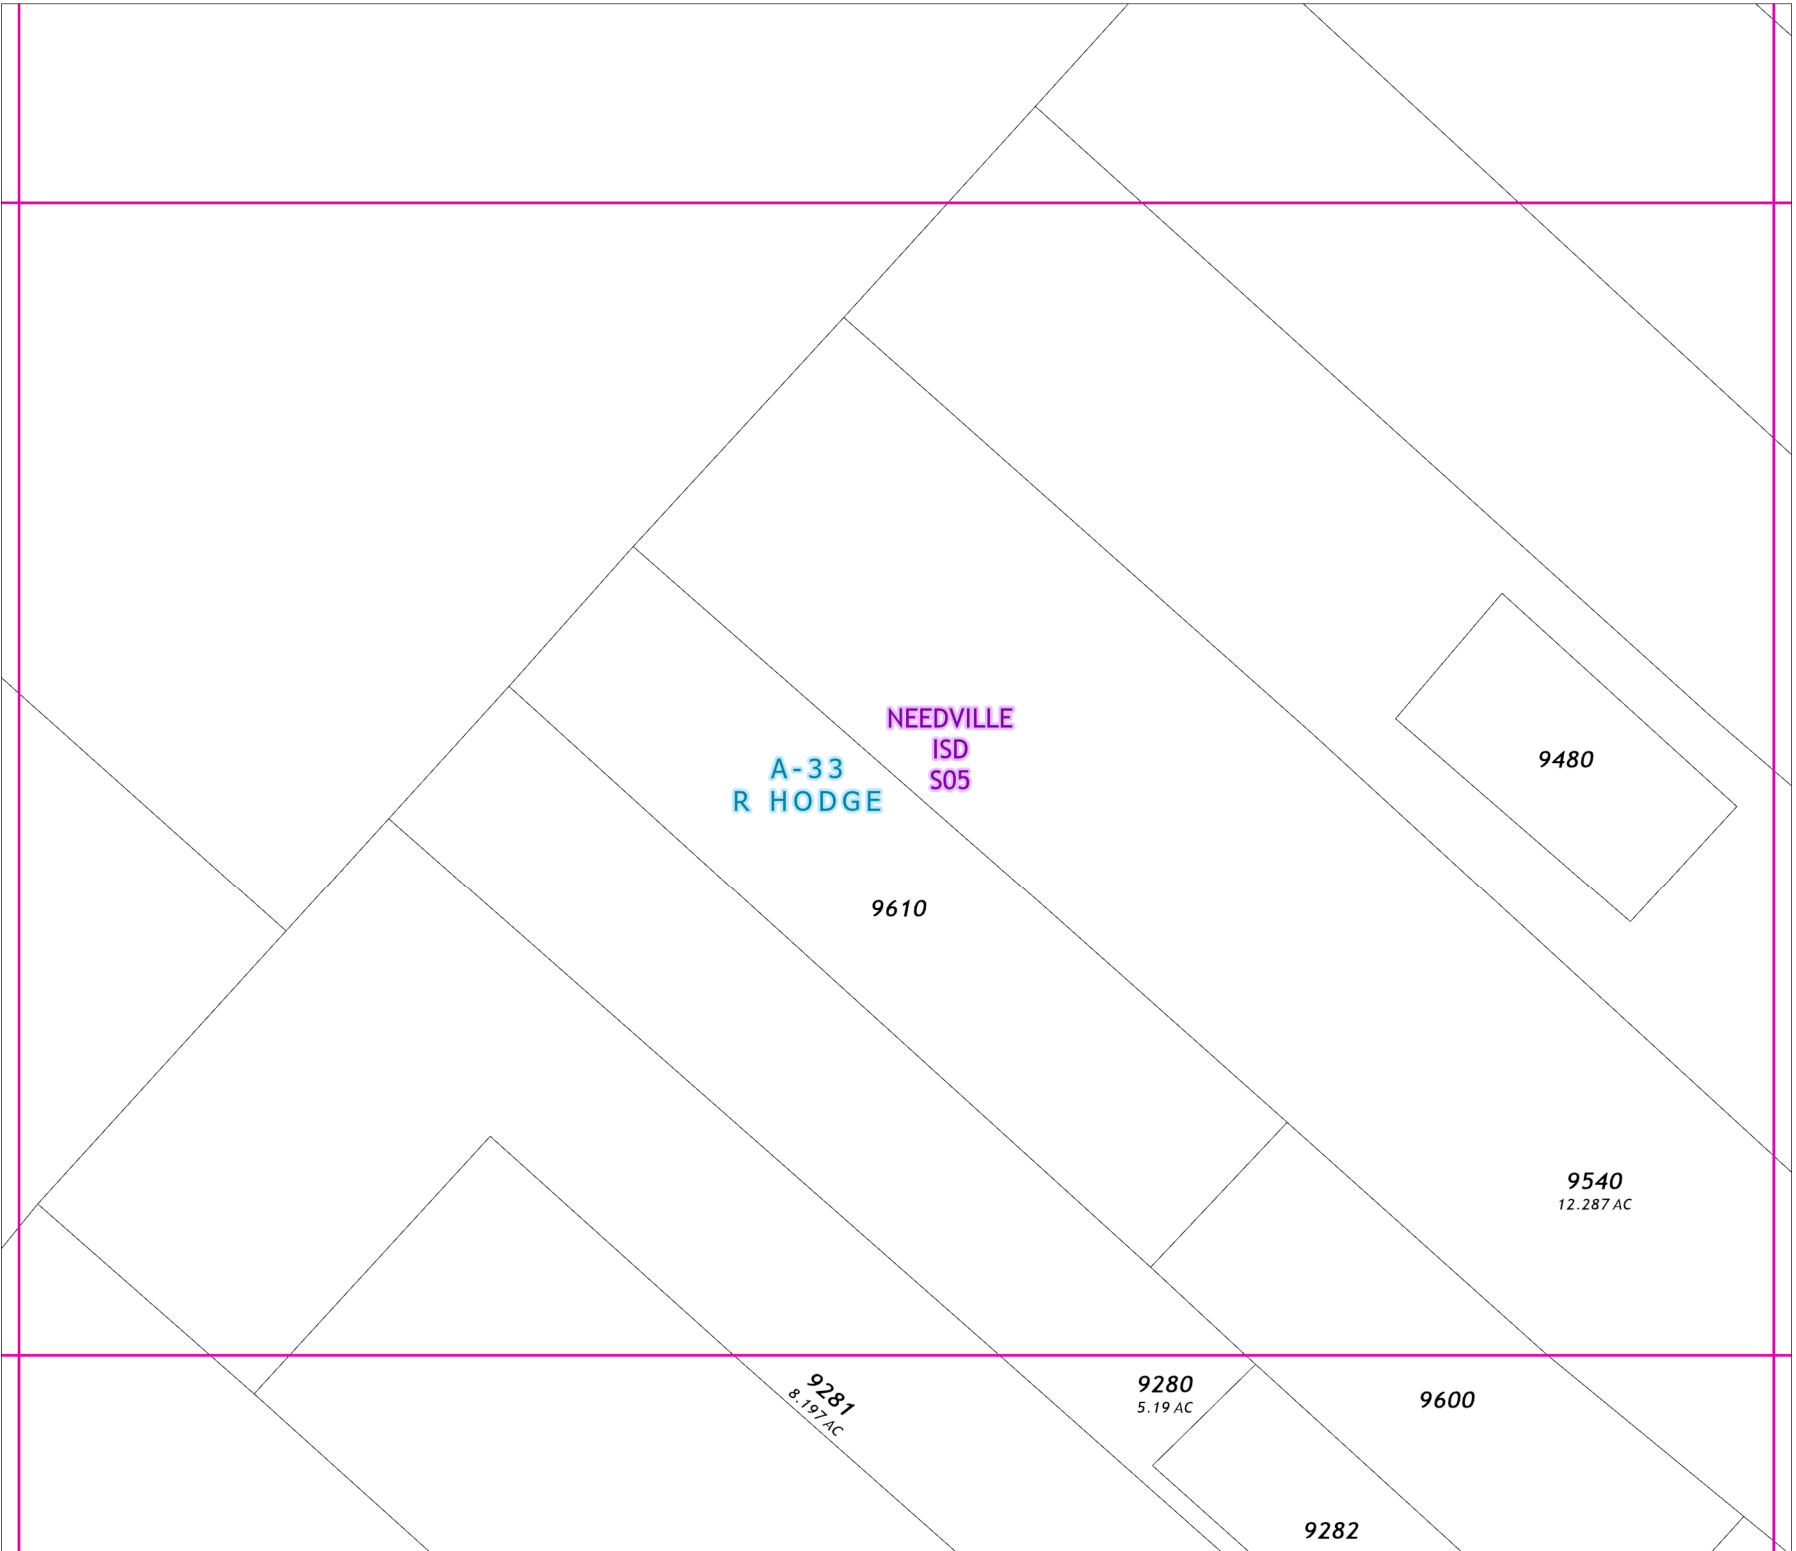 NEEDVILLE
ISD
S05
A-33
R HODGE
9480
9610
9540
12.287 AC
9281
8.197 AC
9280
5.19 AC
9600
9282